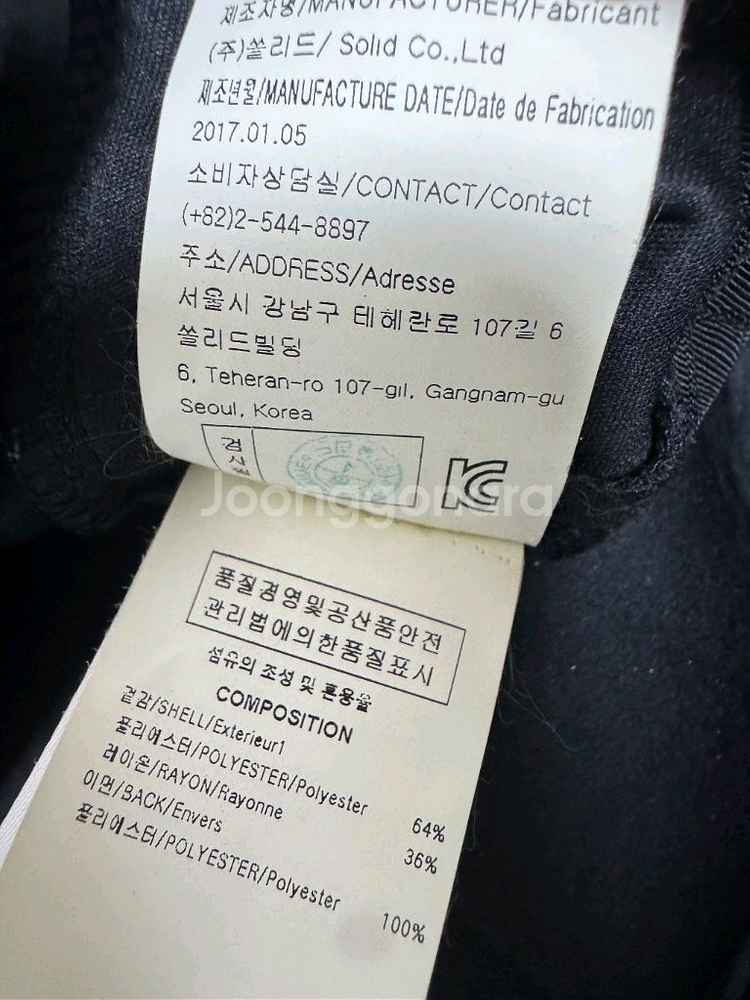 제조자명/MANUFACTURER/Fabricant
(주)쏠리드/ Solid Co.,Ltd
제조년월/MANUFACTURE DATE/Date de Fabrication
2017.01.05
소비자상담실/CONTACT/Contact
(+82)2-544-8897
주소/ADDRESS/Adresse
서울시 강남구 테헤란로 107길 6
쏠리드빌딩
6, Teheran-ro 107-gil, Gangnam-gu
Seoul, Korea
검사필
KC
Joonggonara
품질경영및공산품안전
관리법에의한품질표시
섬유의 조성 및 혼용율
COMPOSITION
겉감/SHELL/Exterieur1
폴리에스터/POLYESTER/Polyester 64%
레이온/RAYON/Rayonne 36%
이면/BACK/Envers
폴리에스터/POLYESTER/Polyester 100%